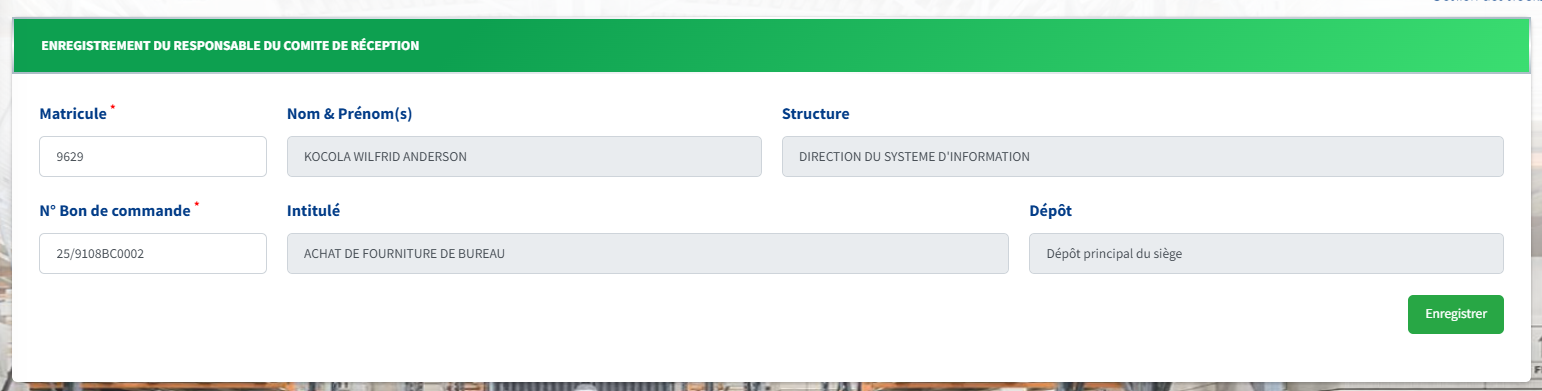 ENREGISTREMENT DU RESPONSABLE DU COMITE DE RÉCEPTION
Matricule *
Nom & Prénom(s)
Structure
9629
KOCOLA WILFRID ANDERSON
DIRECTION DU SYSTEME D'INFORMATION
N° Bon de commande *
Intitulé
Dépôt
25/9108BC0002
ACHAT DE FOURNITURE DE BUREAU
Dépôt principal du siège
Enregistrer